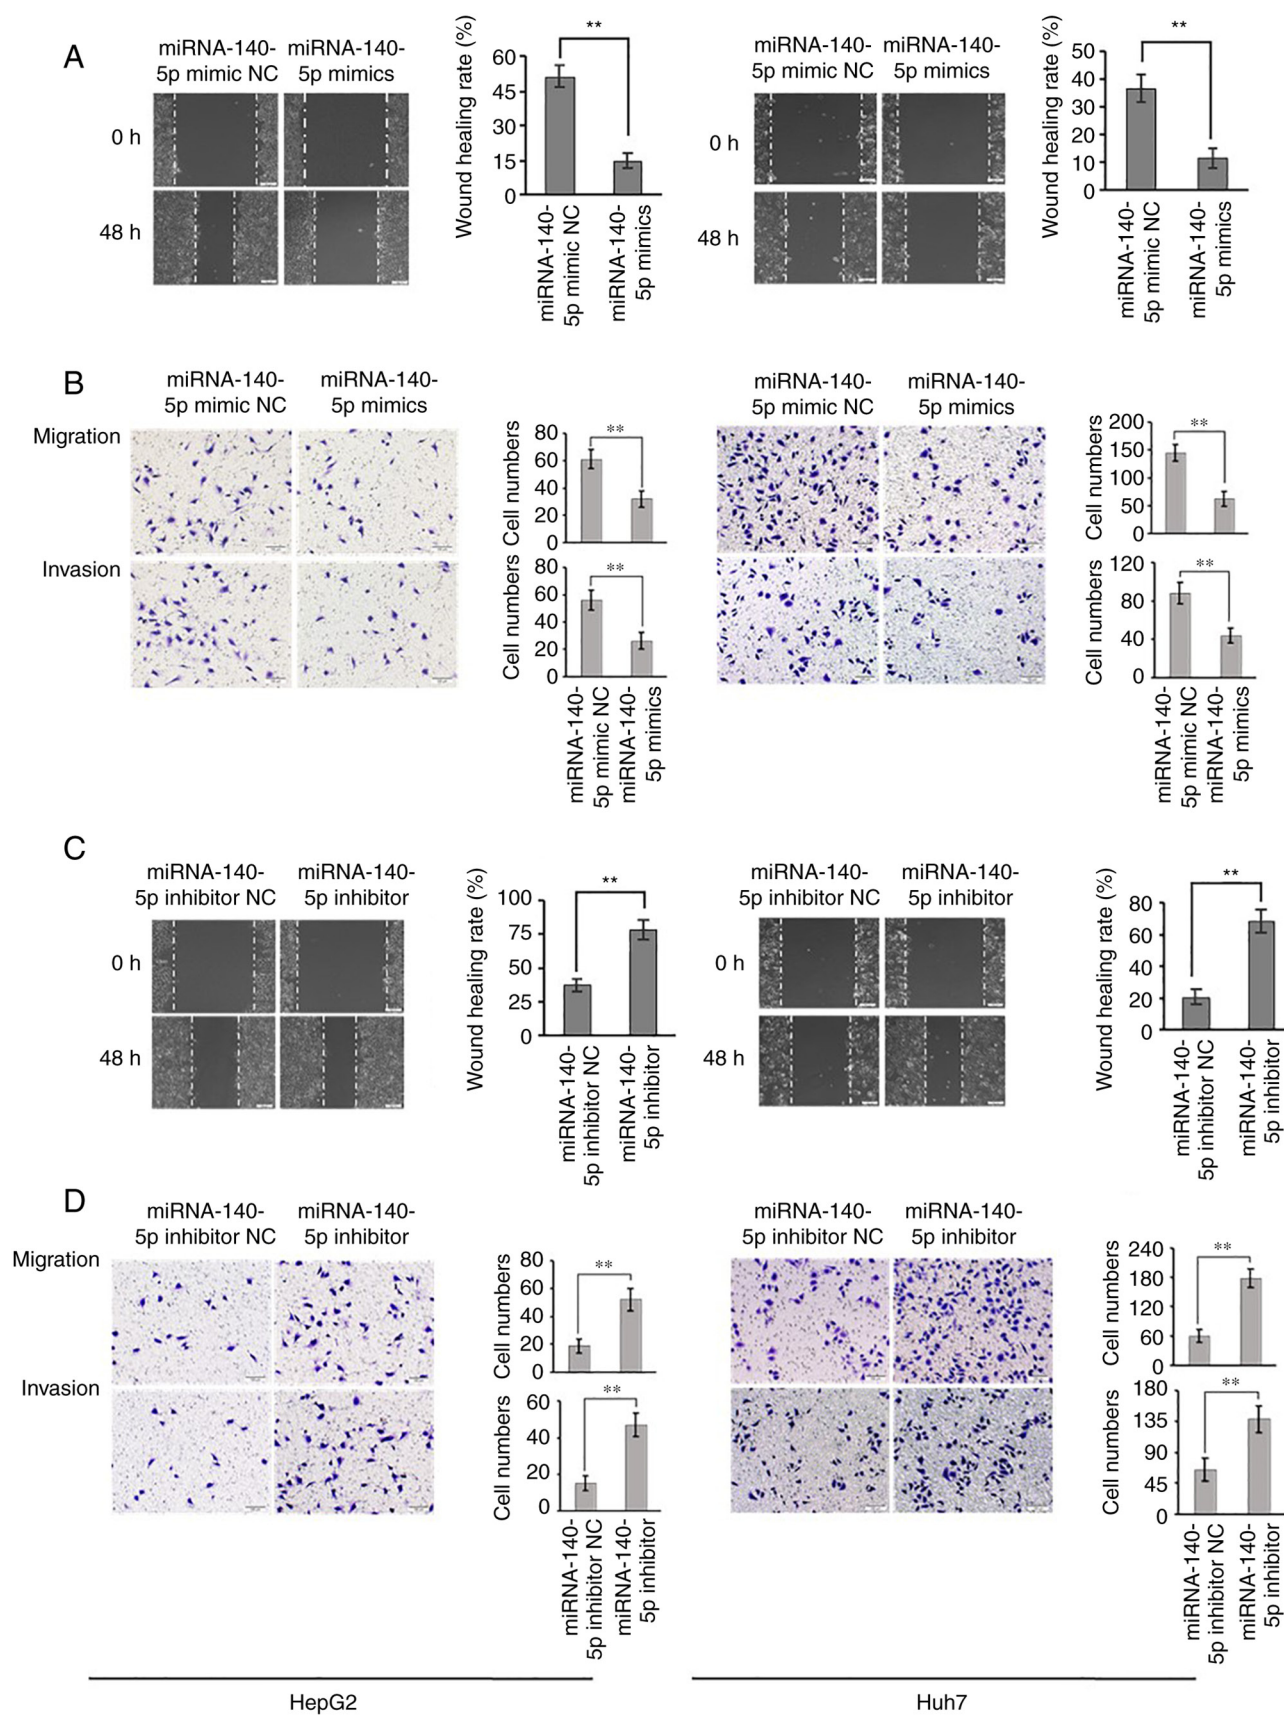 A
miRNA-140-
5p mimic NC
miRNA-140-
5p mimics
0 h
48 h
Wound healing rate (%)
60
45
30
15
0
**
miRNA-140-
5p mimic NC
miRNA-140-
5p mimics
miRNA-140-
5p mimic NC
miRNA-140-
5p mimics
0 h
48 h
Wound healing rate (%)
50
40
30
20
10
0
**
miRNA-140-
5p mimic NC
miRNA-140-
5p mimics
B
miRNA-140-
5p mimic NC
miRNA-140-
5p mimics
Migration
Invasion
Cell numbers
80
60
40
20
0
**
Cell numbers
80
60
40
20
0
**
miRNA-140-
5p mimic NC
miRNA-140-
5p mimics
miRNA-140-
5p mimic NC
miRNA-140-
5p mimics
Cell numbers
200
150
100
50
0
**
Cell numbers
120
80
40
0
**
miRNA-140-
5p mimic NC
miRNA-140-
5p mimics
C
miRNA-140-
5p inhibitor NC
miRNA-140-
5p inhibitor
0 h
48 h
Wound healing rate (%)
100
75
50
25
0
**
miRNA-140-
5p inhibitor NC
miRNA-140-
5p inhibitor
miRNA-140-
5p inhibitor NC
miRNA-140-
5p inhibitor
0 h
48 h
Wound healing rate (%)
80
60
40
20
0
**
miRNA-140-
5p inhibitor NC
miRNA-140-
5p inhibitor
D
miRNA-140-
5p inhibitor NC
miRNA-140-
5p inhibitor
Migration
Invasion
Cell numbers
80
60
40
20
0
**
Cell numbers
60
40
20
0
**
miRNA-140-
5p inhibitor NC
miRNA-140-
5p inhibitor
miRNA-140-
5p inhibitor NC
miRNA-140-
5p inhibitor
Cell numbers
240
180
120
60
0
**
Cell numbers
180
135
90
45
0
**
miRNA-140-
5p inhibitor NC
miRNA-140-
5p inhibitor
HepG2
Huh7